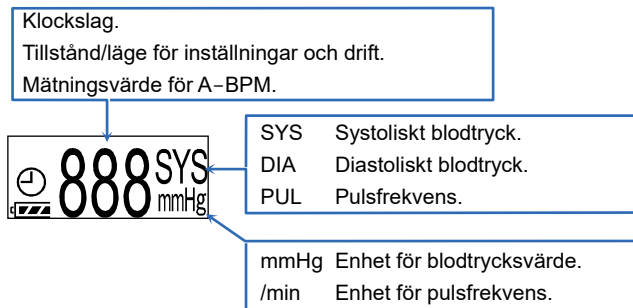 Klockslag.
Tillstånd/läge för inställningar och drift.
Mätningsvärde för A−BPM.
888 SYS
mmHg
SYS Systoliskt blodtryck.
DIA Diastoliskt blodtryck.
PUL Pulsfrekvens.
mmHg Enhet för blodtrycksvärde.
/min Enhet för pulsfrekvens.